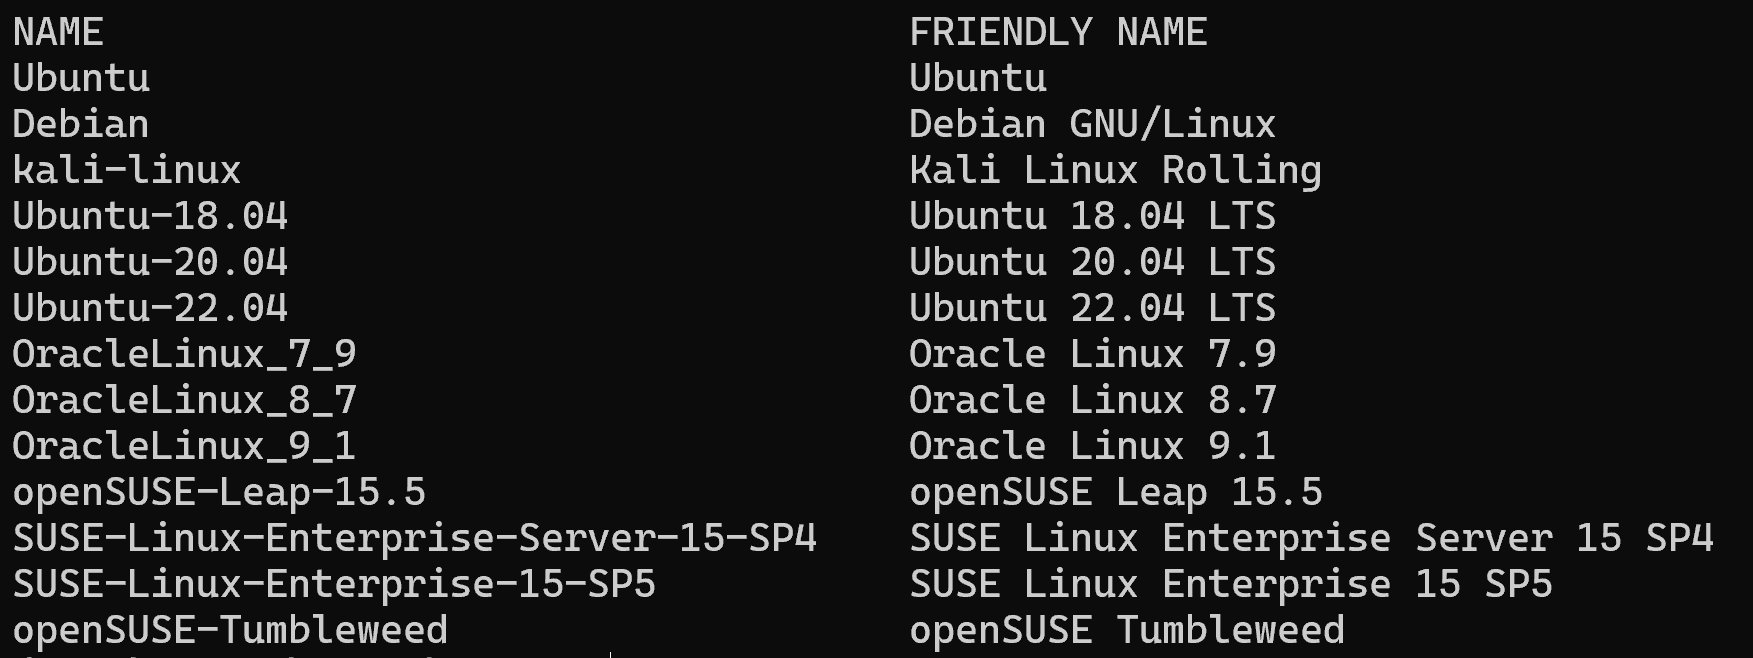 NAME FRIENDLY NAME
Ubuntu Ubuntu
Debian Debian GNU/Linux
kali-linux Kali Linux Rolling
Ubuntu-18.04 Ubuntu 18.04 LTS
Ubuntu-20.04 Ubuntu 20.04 LTS
Ubuntu-22.04 Ubuntu 22.04 LTS
OracleLinux_7_9 Oracle Linux 7.9
OracleLinux_8_7 Oracle Linux 8.7
OracleLinux_9_1 Oracle Linux 9.1
openSUSE-Leap-15.5 openSUSE Leap 15.5
SUSE-Linux-Enterprise-Server-15-SP4 SUSE Linux Enterprise Server 15 SP4
SUSE-Linux-Enterprise-15-SP5 SUSE Linux Enterprise 15 SP5
openSUSE-Tumbleweed openSUSE Tumbleweed